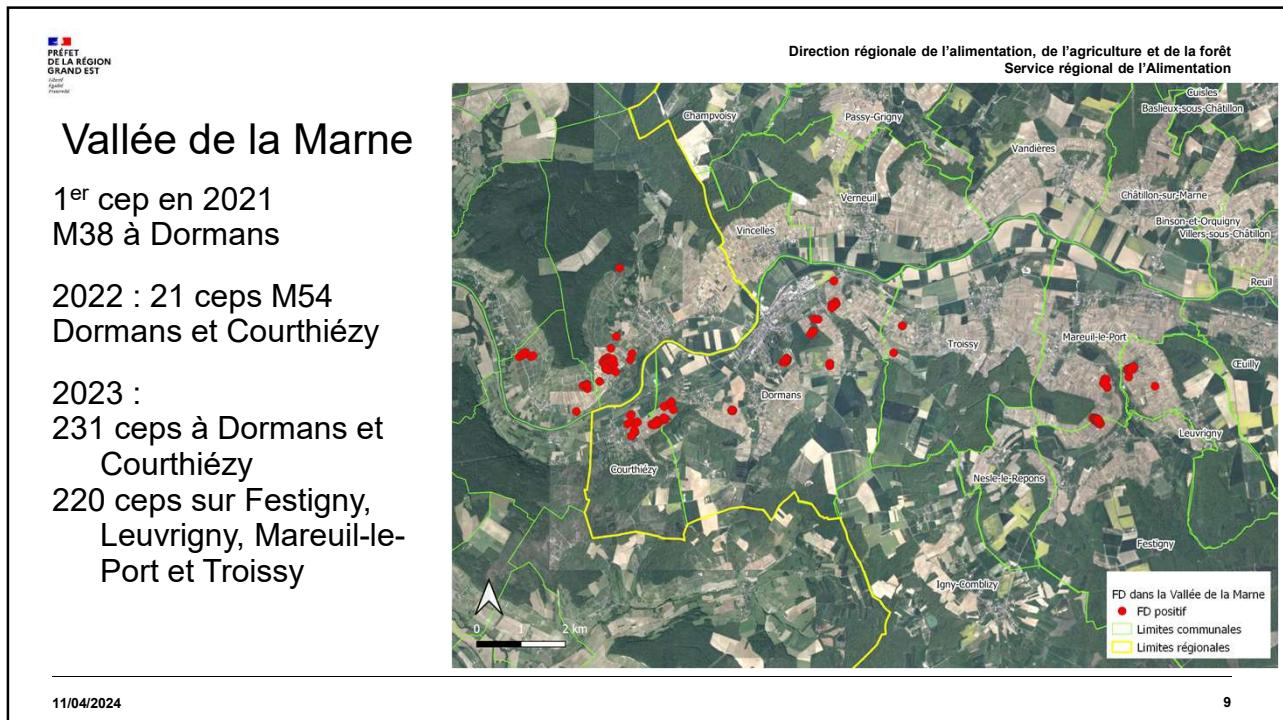 PRÉFET
DE LA RÉGION
GRAND EST
Liberté
Égalité
Fraternité
Direction régionale de l'alimentation, de l'agriculture et de la forêt
Service régional de l'Alimentation
Vallée de la Marne
1er cep en 2021
M38 à Dormans
2022 : 21 ceps M54
Dormans et Courthiézy
2023 :
231 ceps à Dormans et
Courthiézy
220 ceps sur Festigny,
Leuvrigny, Mareuil-le-
Port et Troissy
Cuisles
Baslieux-sous-Châtillon
Champvoisy
Passy-Grigny
Vandières
Châtillon-sur-Marne
Verneuil
Binson-et-Orquigny
Villers-sous-Châtillon
Vincelles
Reuil
Mareuil-le-Port
Troissy
Œuilly
Dormans
Leuvrigny
Courthiézy
Nesle-le-Repons
Festigny
Igny-Comblizy
0 1 2 km
FD dans la Vallée de la Marne
FD positif
Limites communales
Limites régionales
11/04/2024
9